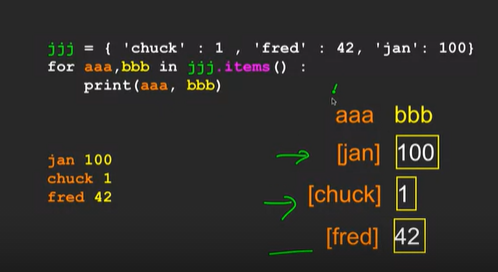 jjj = { 'chuck' : 1 , 'fred' : 42, 'jan': 100}
for aaa,bbb in jjj.items() :
print(aaa, bbb)
aaa bbb
[jan] 100
[chuck] 1
[fred] 42
jan 100
chuck 1
fred 42